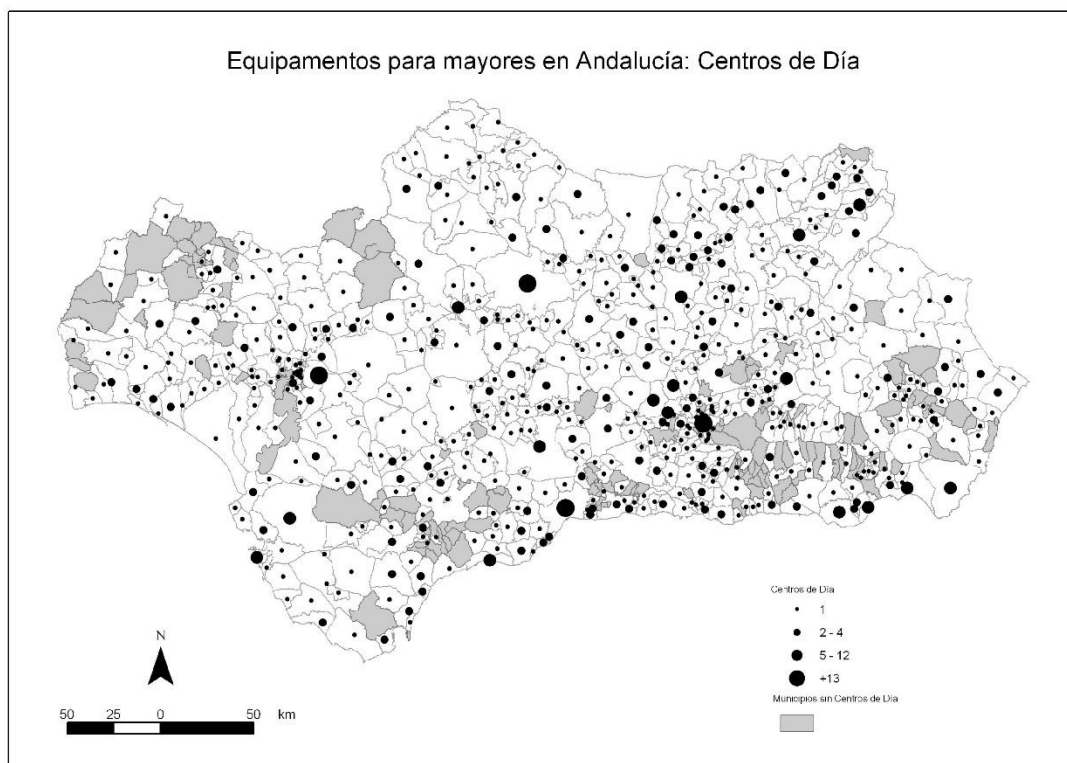 Equipamentos para mayores en Andalucía: Centros de Día
Centros de Día
1
2 - 4
5 - 12
+13
Municipios sin Centros de Día
N
50 25 0 50 km